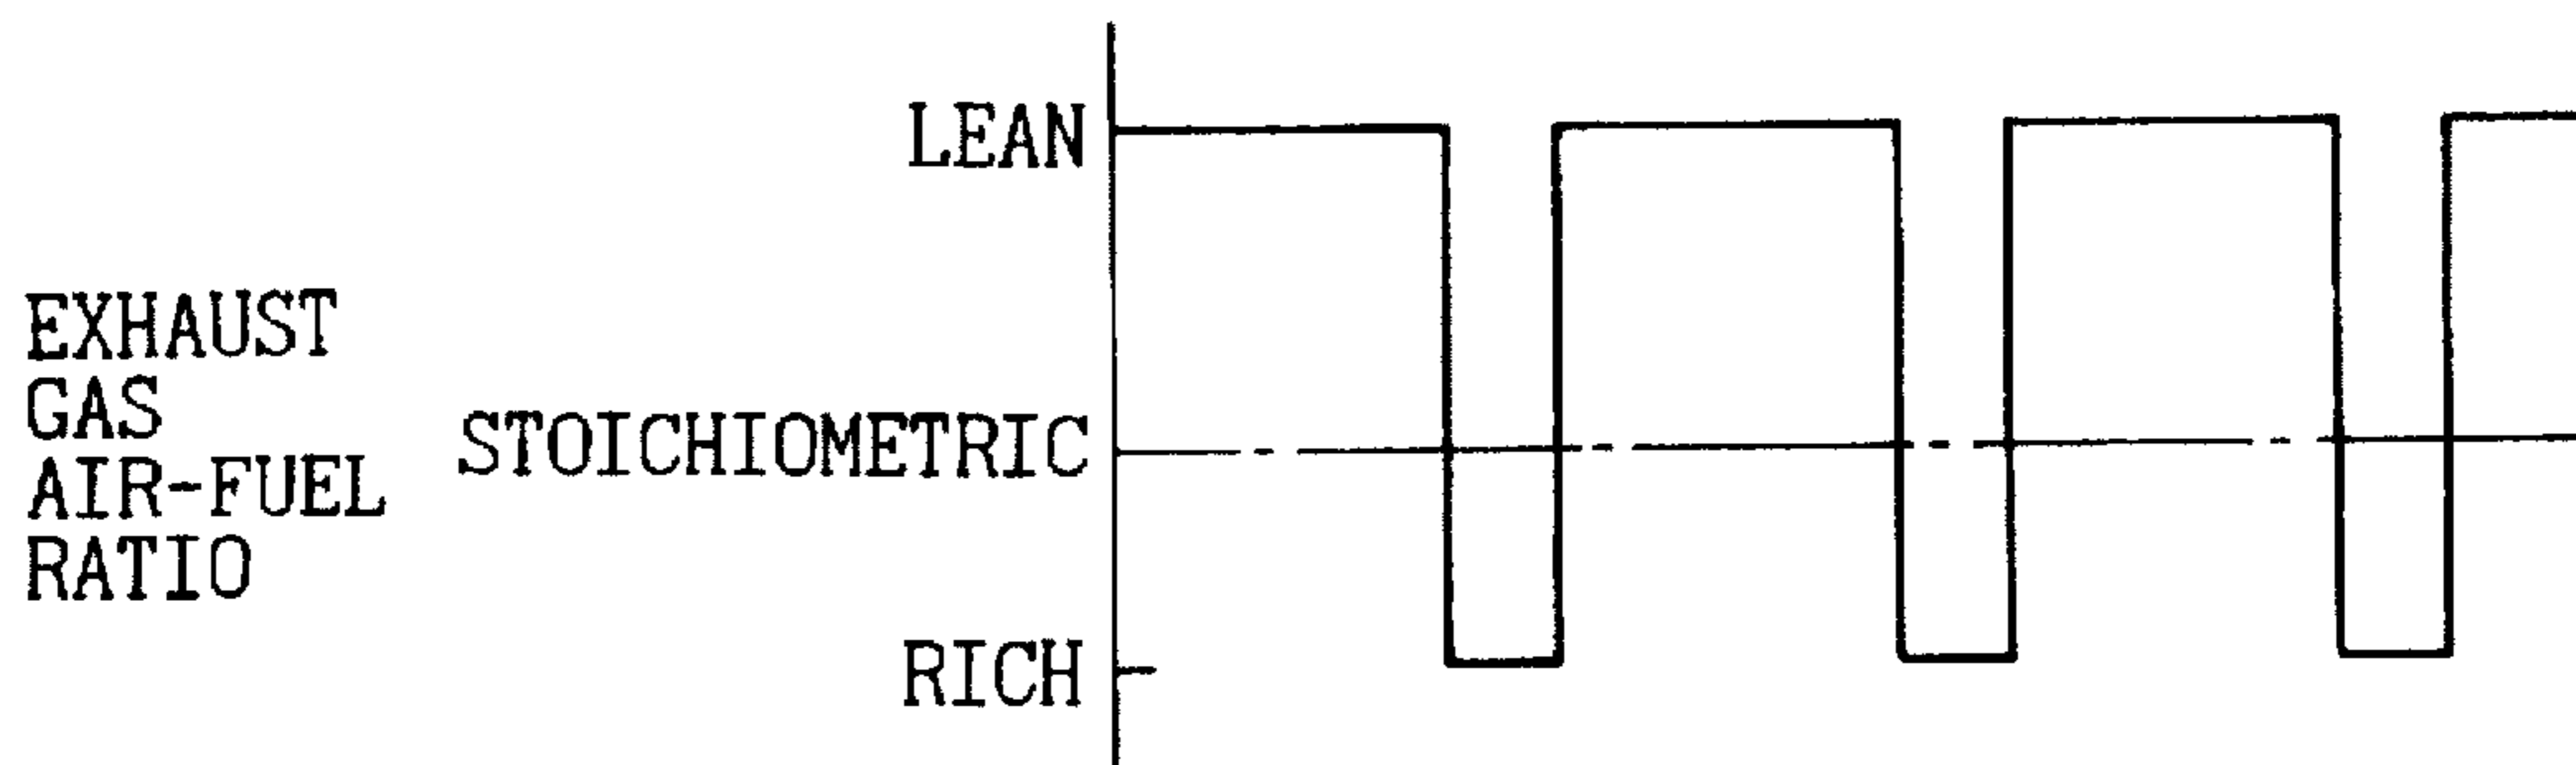 LEAN
EXHAUST
GAS
AIR-FUEL
RATIO
STOICHIOMETRIC
RICH